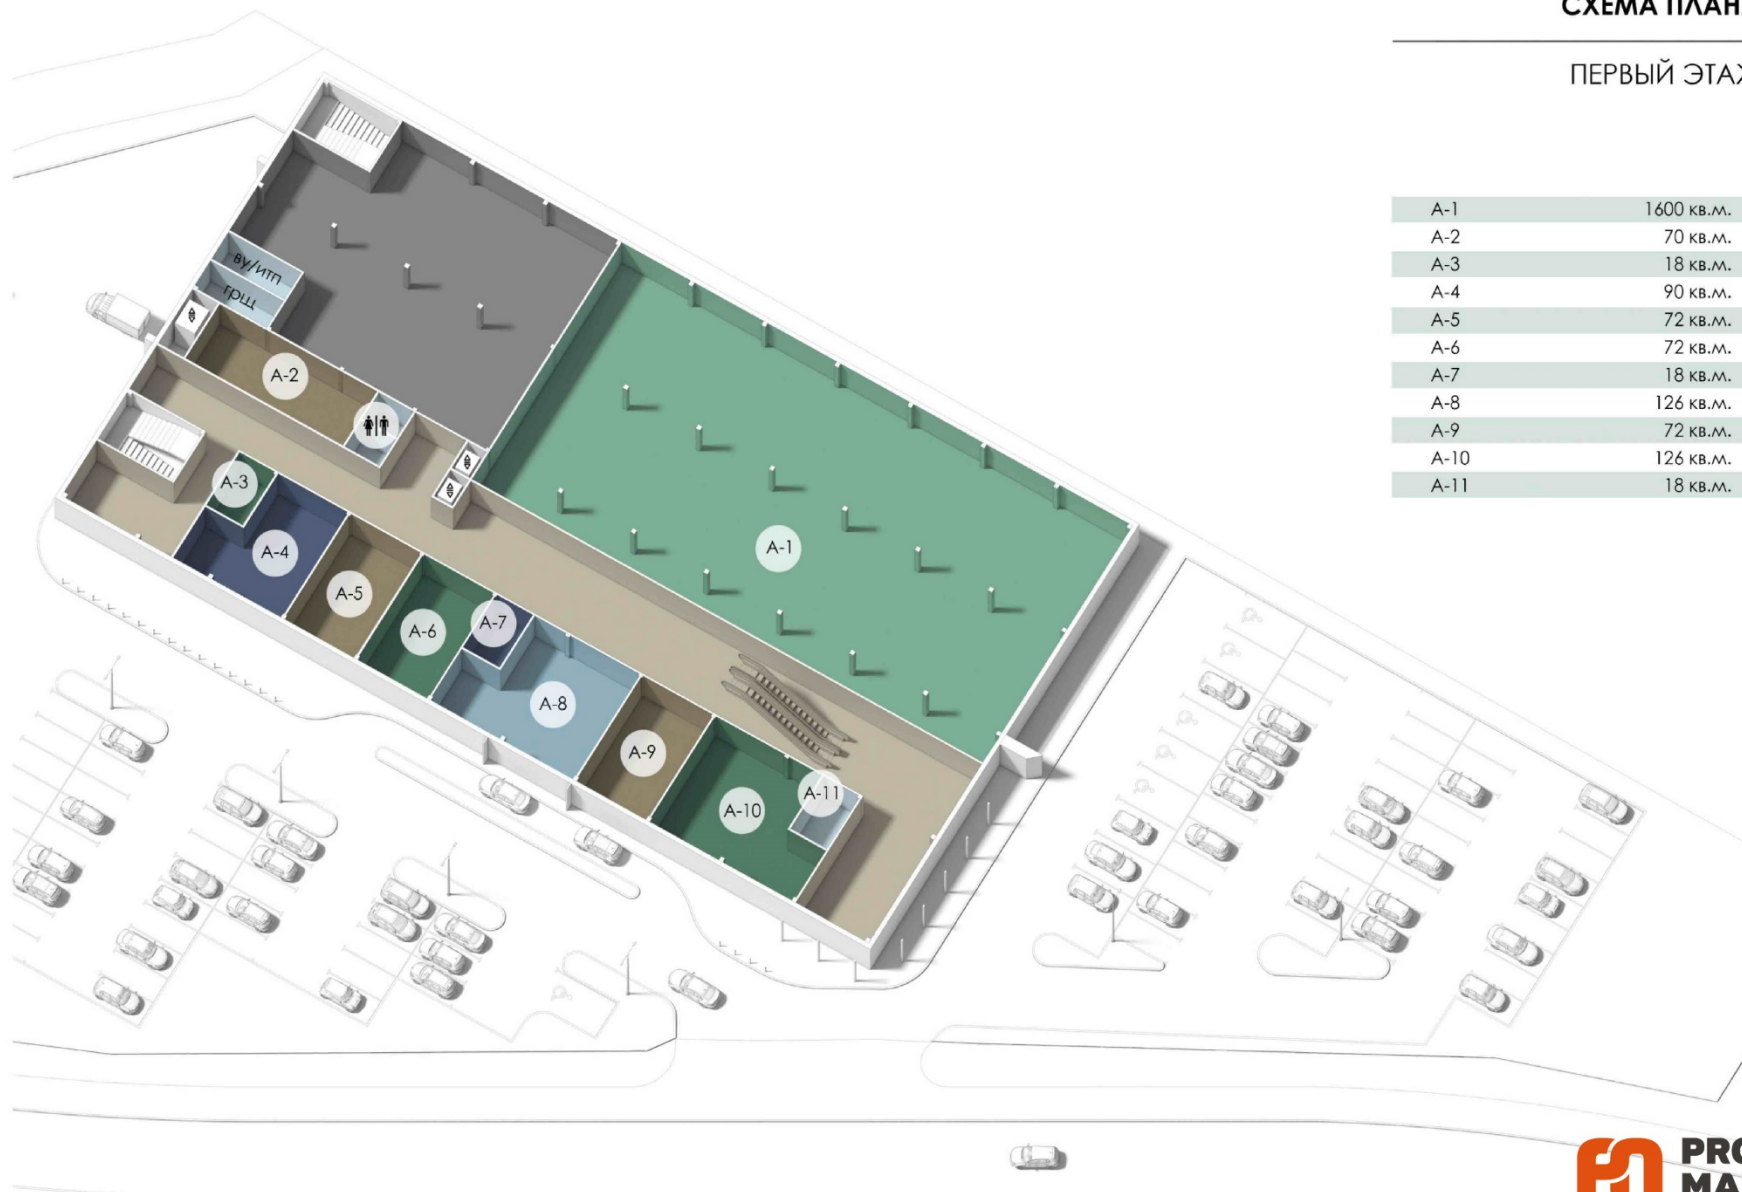 СХЕМА ПЛАН
ПЕРВЫЙ ЭТАЖ
А-1 1600 кв.м.
А-2 70 кв.м.
А-3 18 кв.м.
А-4 90 кв.м.
А-5 72 кв.м.
А-6 72 кв.м.
А-7 18 кв.м.
А-8 126 кв.м.
А-9 72 кв.м.
А-10 126 кв.м.
А-11 18 кв.м.
ву/итп
грщ
А-2
А-3
А-1
А-4
А-5
А-6
А-7
А-8
А-9
А-10
А-11
PRO
MA